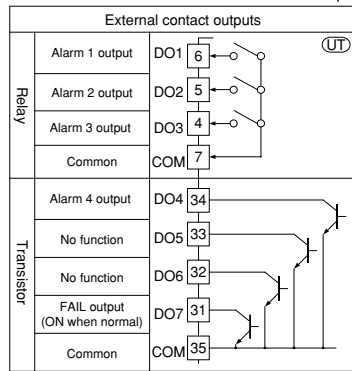 External contact outputs
UT
Relay
Alarm 1 output DO1 6
Alarm 2 output DO2 5
Alarm 3 output DO3 4
Common COM 7
Transistor
Alarm 4 output DO4 34
No function DO5 33
No function DO6 32
FAIL output
(ON when normal) DO7 31
Common COM 35